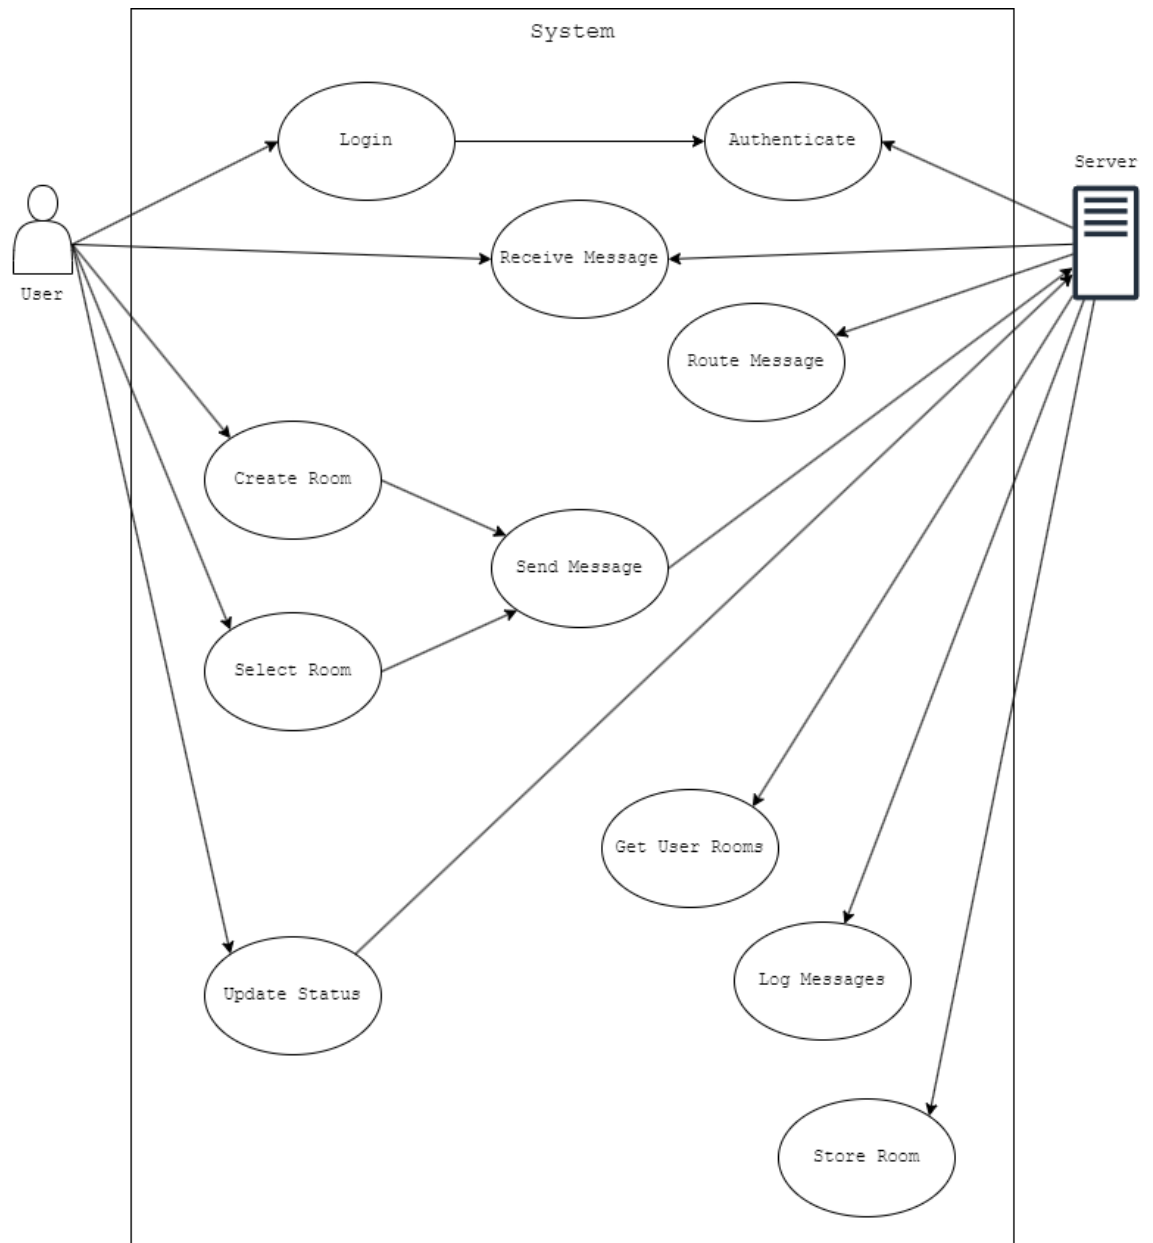 System
Login
Authenticate
Server
Receive Message
User
Route Message
Create Room
Send Message
Select Room
Get User Rooms
Log Messages
Update Status
Store Room